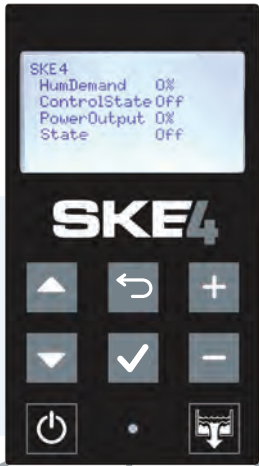 SKE4
HumDemand 0%
ControlState Off
PowerOutput 0%
State Off
SKE4